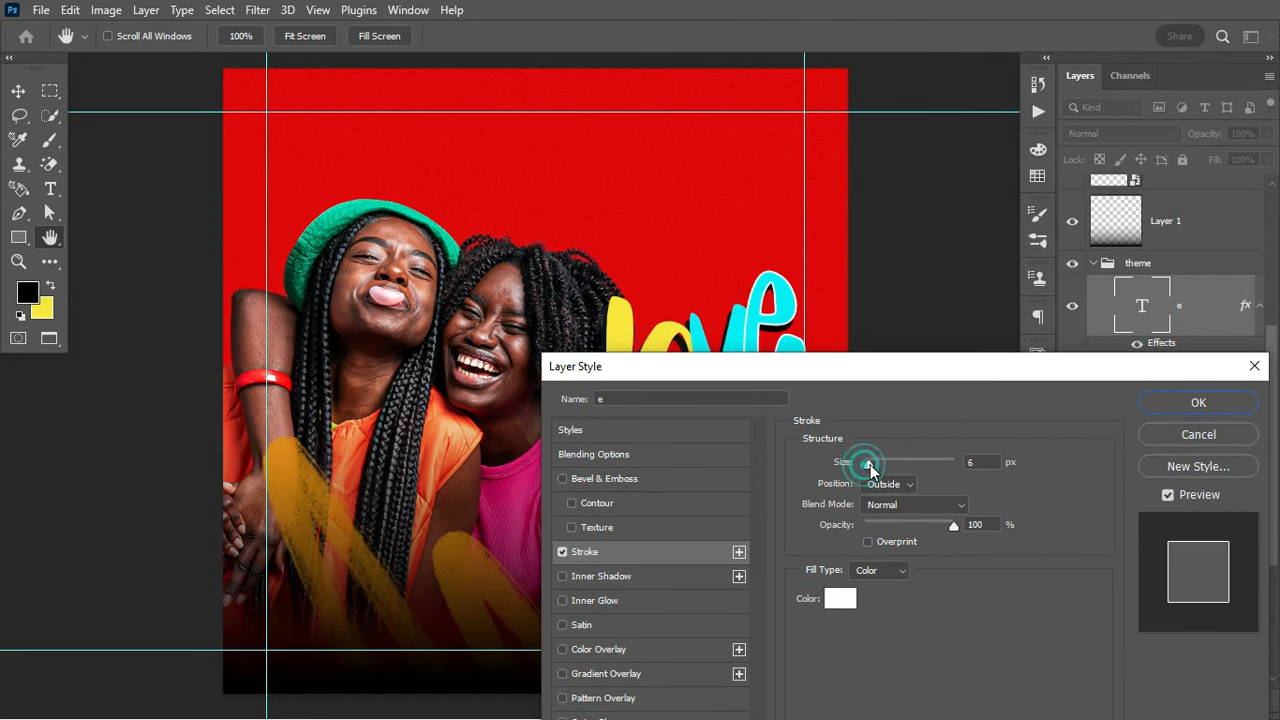 Ps File Edit Image Layer Type Select Filter 3D View Plugins Window Help
Scroll All Windows 100% Fit Screen Fill Screen Share
Layers Channels
Kind
Normal Opacity: 100%
Lock: Fill: 100%
Layer 1
theme
T e fx
Effects
love
Layer Style
Name: e
OK
Cancel
New Style...
Preview
Styles
Blending Options
Bevel & Emboss
Contour
Texture
Stroke
Inner Shadow
Inner Glow
Satin
Color Overlay
Gradient Overlay
Pattern Overlay
Stroke
Structure
Size: 6 px
Position: Outside
Blend Mode: Normal
Opacity: 100 %
Overprint
Fill Type: Color
Color: